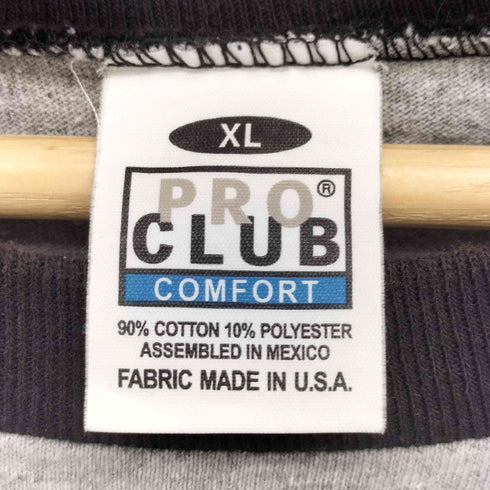 XL
PRO®
CLUB
COMFORT
90% COTTON 10% POLYESTER
ASSEMBLED IN MEXICO
FABRIC MADE IN U.S.A.